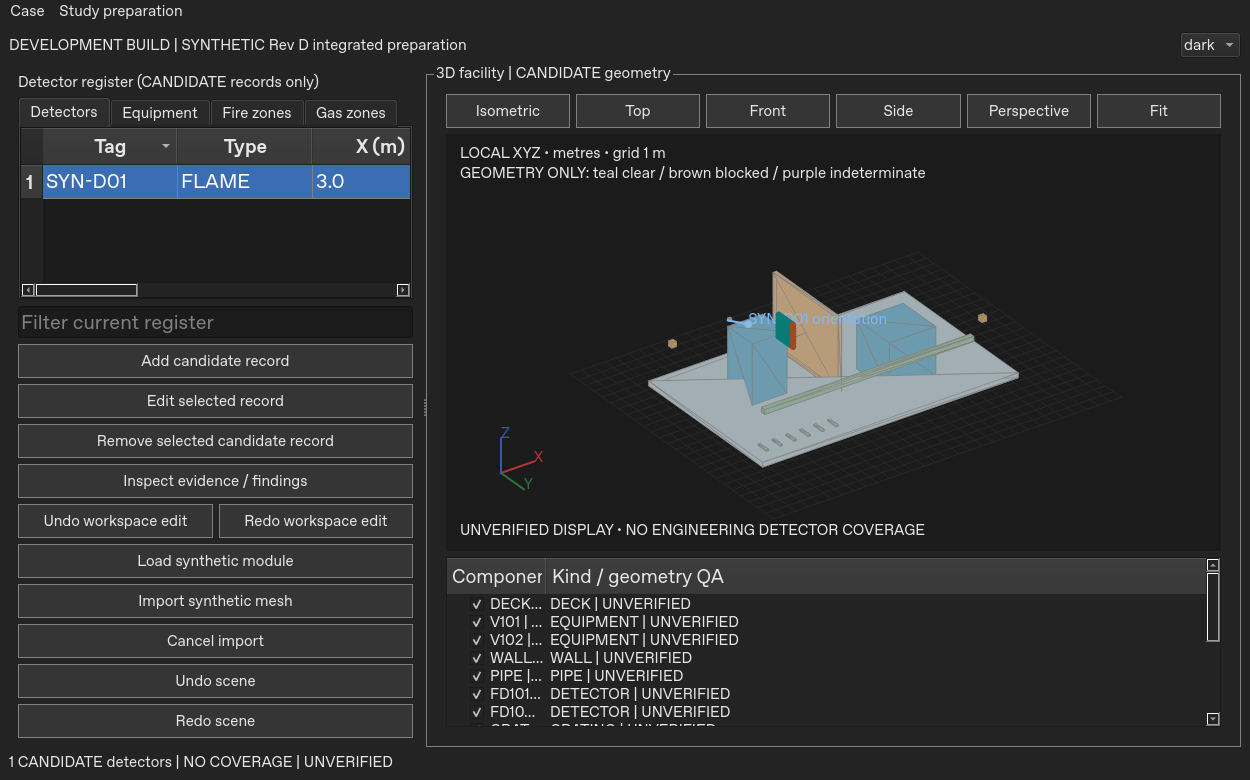 Case Study preparation
DEVELOPMENT BUILD | SYNTHETIC Rev D integrated preparation
dark
Detector register (CANDIDATE records only)
Detectors Equipment Fire zones Gas zones
Tag Type X (m)
1 SYN-D01 FLAME 3.0
Filter current register
Add candidate record
Edit selected record
Remove selected candidate record
Inspect evidence / findings
Undo workspace edit Redo workspace edit
Load synthetic module
Import synthetic mesh
Cancel import
Undo scene
Redo scene
3D facility | CANDIDATE geometry
Isometric Top Front Side Perspective Fit
LOCAL XYZ • metres • grid 1 m
GEOMETRY ONLY: teal clear / brown blocked / purple indeterminate
SYN-D01 orientation
Z
X
Y
UNVERIFIED DISPLAY • NO ENGINEERING DETECTOR COVERAGE
Componer Kind / geometry QA
DECK... DECK | UNVERIFIED
V101 | ... EQUIPMENT | UNVERIFIED
V102 |... EQUIPMENT | UNVERIFIED
WALL... WALL | UNVERIFIED
PIPE |... PIPE | UNVERIFIED
FD101... DETECTOR | UNVERIFIED
FD10... DETECTOR | UNVERIFIED
1 CANDIDATE detectors | NO COVERAGE | UNVERIFIED